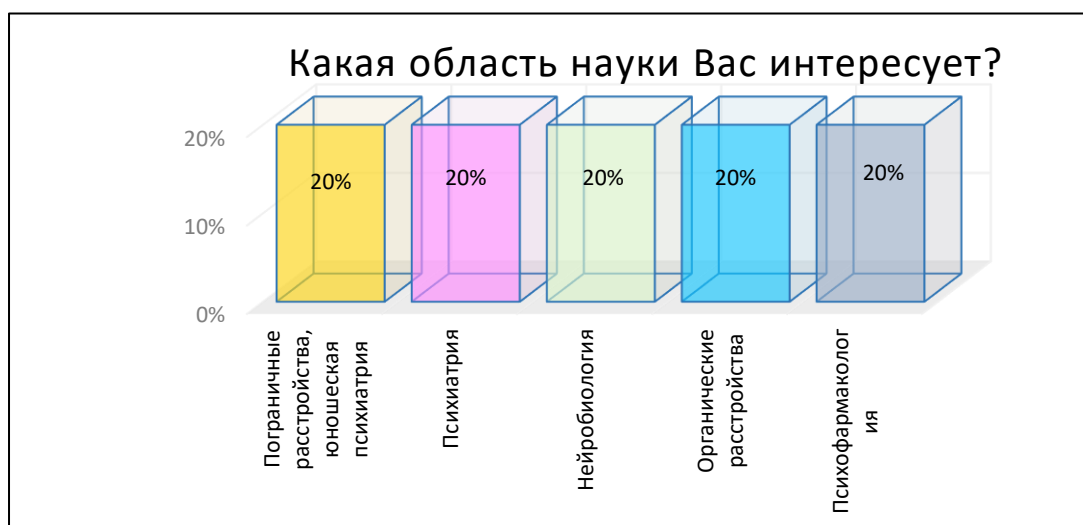 Какая область науки Вас интересует?
20%
10%
0%
20%
20%
20%
20%
20%
Пограничные
расстройства,
юношеская
психиатрия
Психиатрия
Нейробиология
Органические
расстройства
Психофармаколог
ия